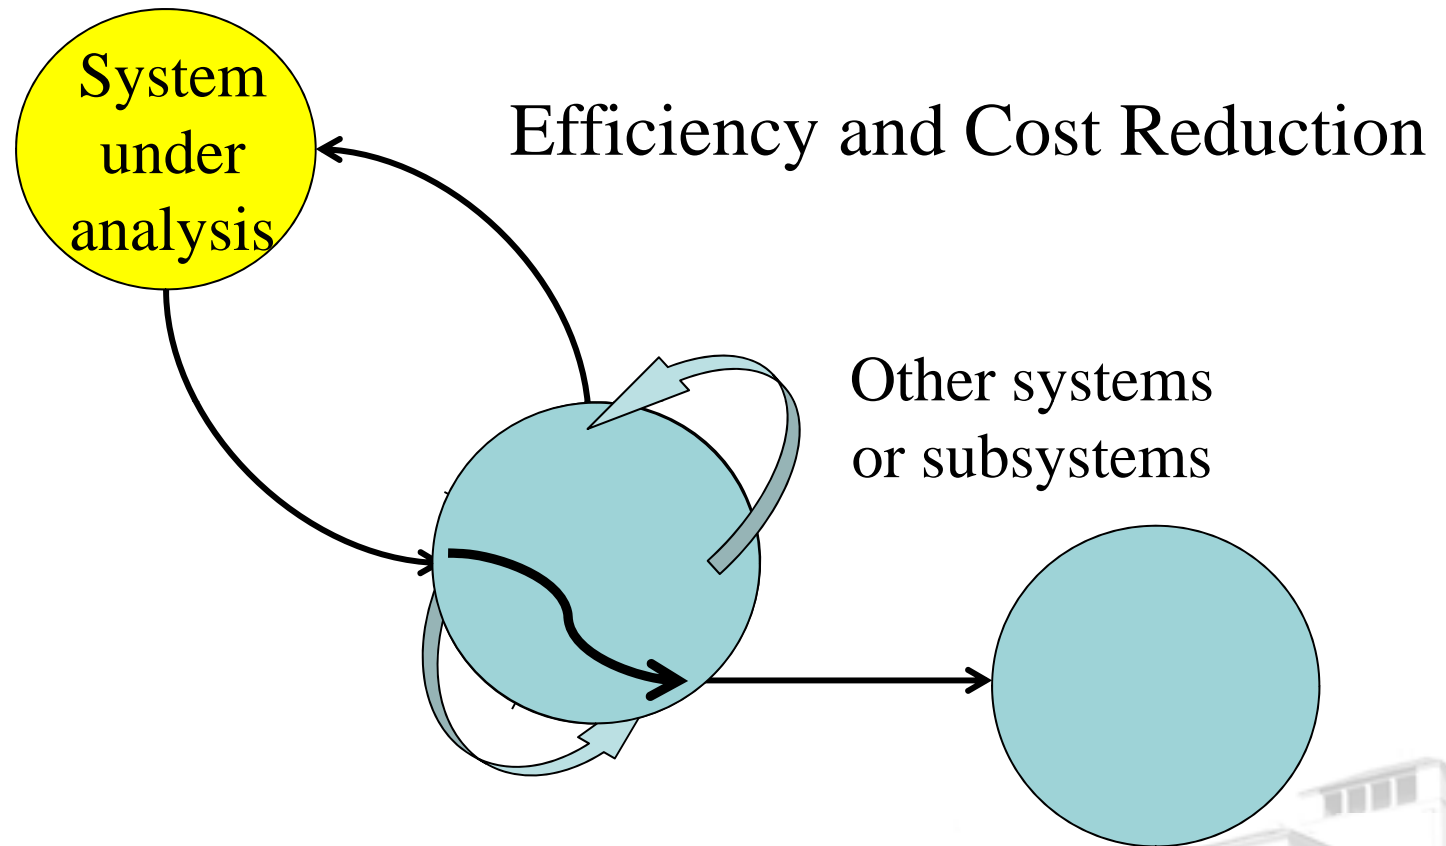 System
under
analysis
Efficiency and Cost Reduction
Other systems
or subsystems